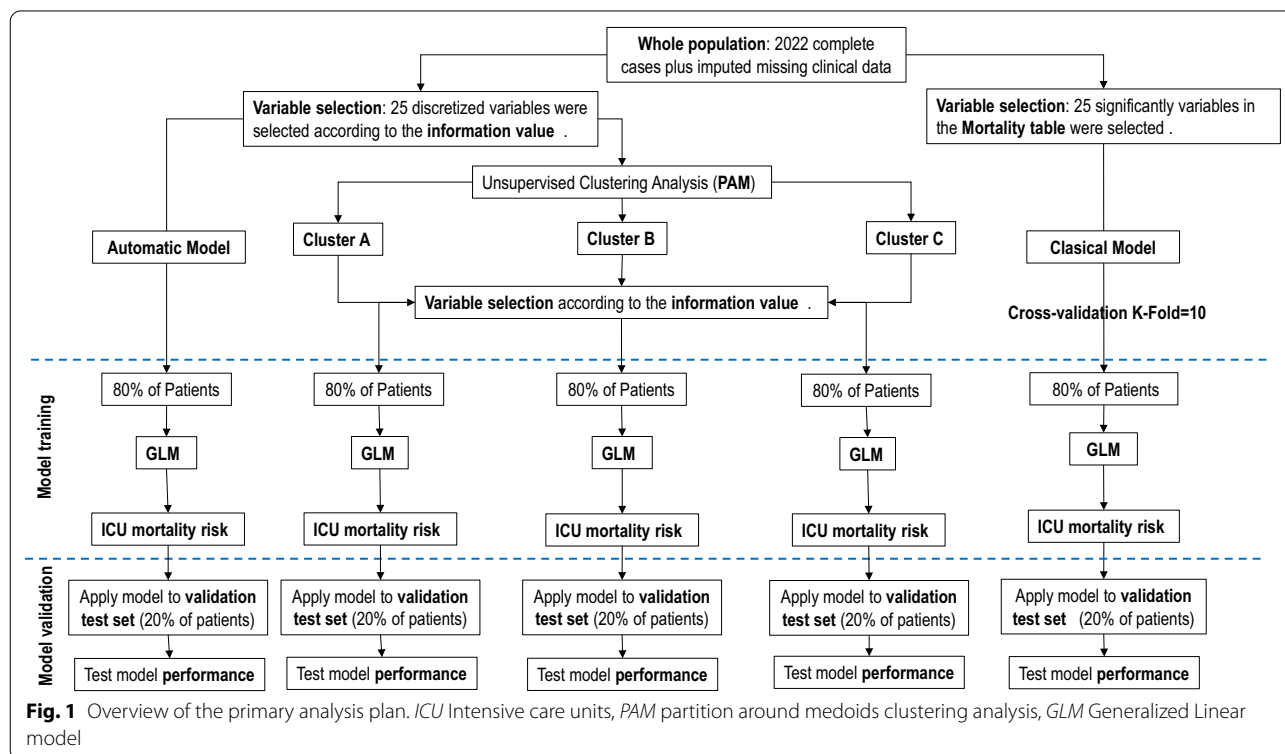 Whole population: 2022 complete
cases plus imputed missing clinical data
Variable selection: 25 discretized variables were
selected according to the information value .
Variable selection: 25 significantly variables in
the Mortality table were selected .
Unsupervised Clustering Analysis (PAM)
Automatic Model
Cluster A
Cluster B
Cluster C
Clasical Model
Variable selection according to the information value .
Cross-validation K-Fold=10
Model training
80% of Patients
80% of Patients
80% of Patients
80% of Patients
80% of Patients
GLM
GLM
GLM
GLM
GLM
ICU mortality risk
ICU mortality risk
ICU mortality risk
ICU mortality risk
ICU mortality risk
Model validation
Apply model to validation
test set (20% of patients)
Apply model to validation
test set (20% of patients)
Apply model to validation
test set (20% of patients)
Apply model to validation
test set (20% of patients)
Apply model to validation
test set (20% of patients)
Test model performance
Test model performance
Test model performance
Test model performance
Test model performance
Fig. 1 Overview of the primary analysis plan. ICU Intensive care units, PAM partition around medoids clustering analysis, GLM Generalized Linear
model